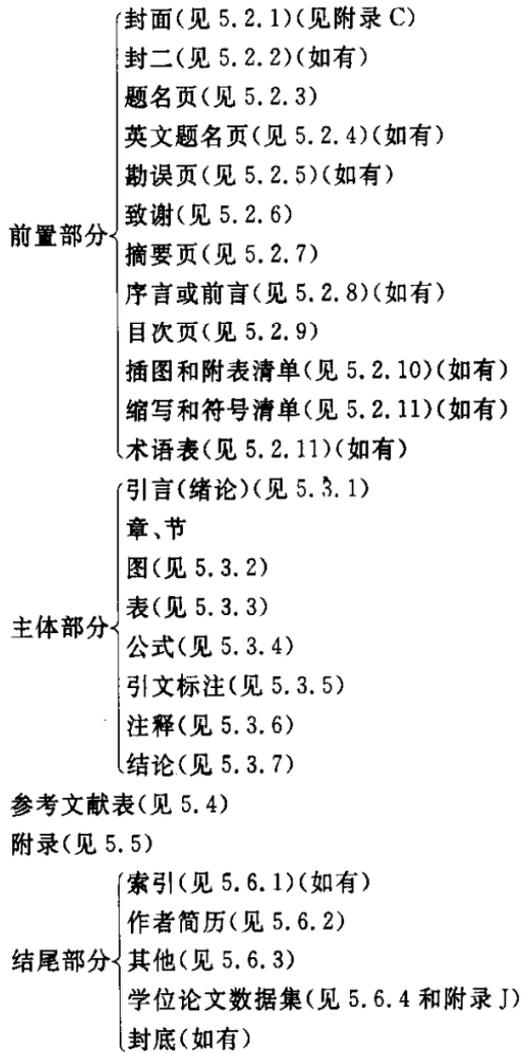 封面(见 5.2.1)(见附录 C)
封二(见 5.2.2)(如有)
题名页(见 5.2.3)
英文题名页(见 5.2.4)(如有)
勘误页(见 5.2.5)(如有)
致谢(见 5.2.6)
前置部分
摘要页(见 5.2.7)
序言或前言(见 5.2.8)(如有)
目次页(见 5.2.9)
插图和附表清单(见 5.2.10)(如有)
缩写和符号清单(见 5.2.11)(如有)
术语表(见 5.2.11)(如有)
引言(绪论)(见 5.3.1)
章、节
图(见 5.3.2)
表(见 5.3.3)
主体部分
公式(见 5.3.4)
引文标注(见 5.3.5)
注释(见 5.3.6)
结论(见 5.3.7)
参考文献表(见 5.4)
附录(见 5.5)
索引(见 5.6.1)(如有)
作者简历(见 5.6.2)
结尾部分
其他(见 5.6.3)
学位论文数据集(见 5.6.4 和附录 J)
封底(如有)